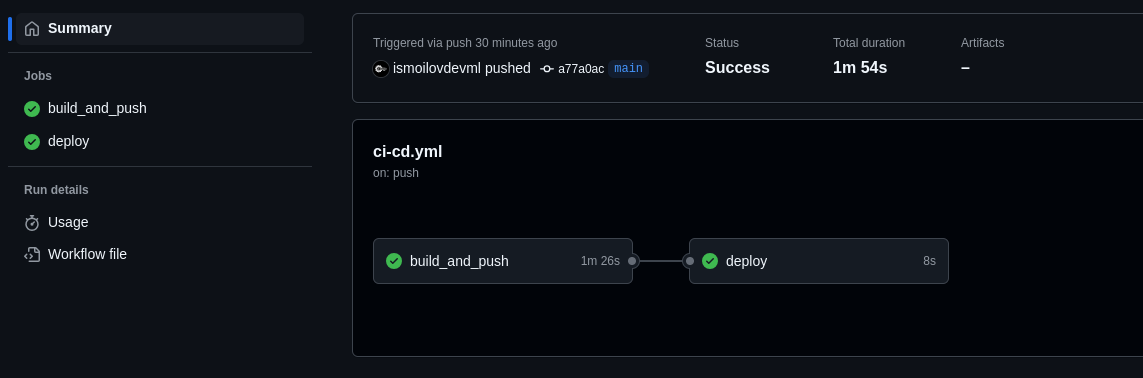 Summary
Jobs
build_and_push
deploy
Run details
Usage
Workflow file
Triggered via push 30 minutes ago
ismoilovdevml pushed a77a0ac main
Status
Success
Total duration
1m 54s
Artifacts
–
ci-cd.yml
on: push
build_and_push 1m 26s
deploy 8s